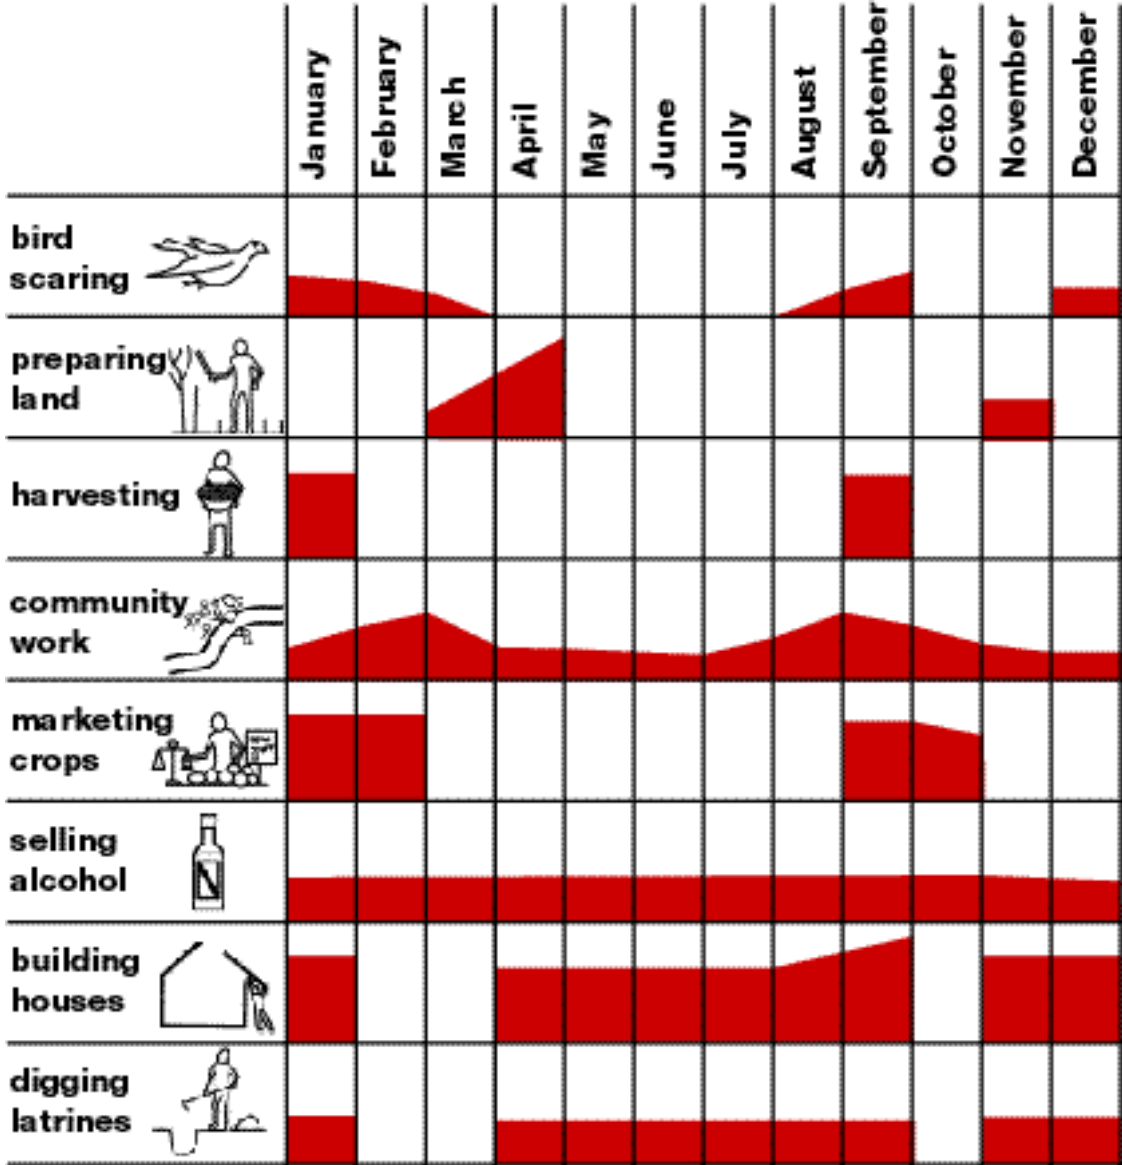 January
February
March
April
May
June
July
August
September
October
November
December
bird
scaring
preparing
land
harvesting
community
work
marketing
crops
selling
alcohol
building
houses
digging
latrines